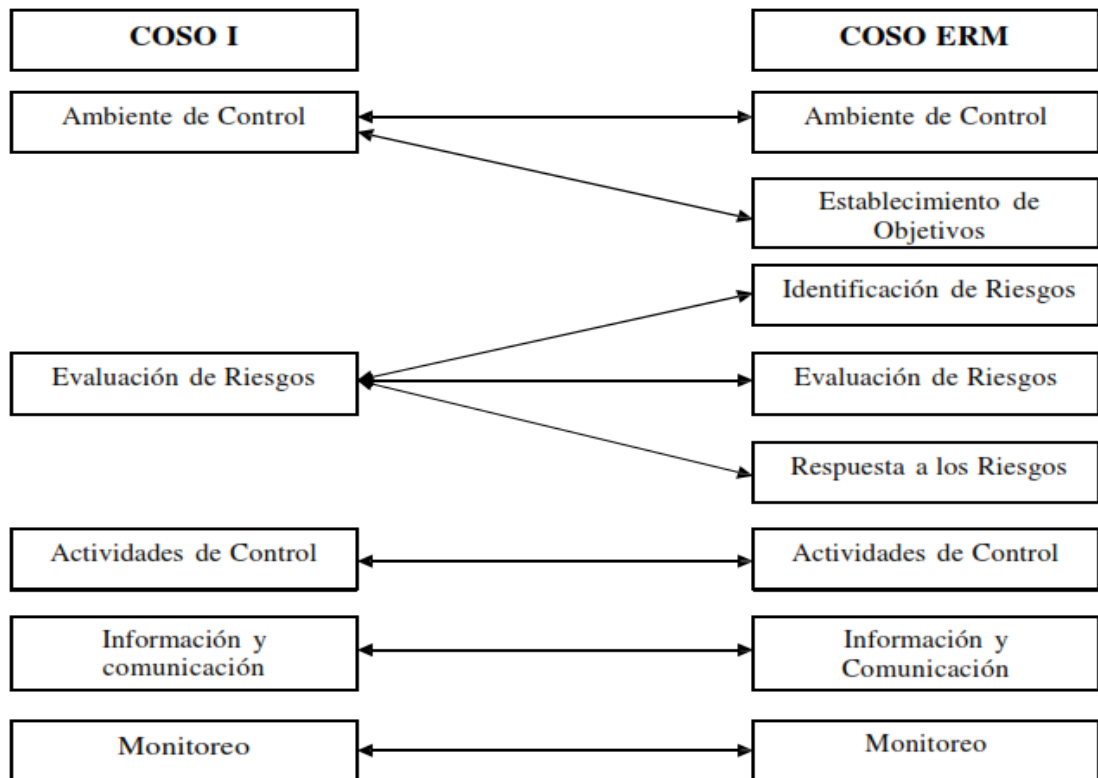 COSO I
COSO ERM
Ambiente de Control
Ambiente de Control
Establecimiento de
Objetivos
Identificación de Riesgos
Evaluación de Riesgos
Evaluación de Riesgos
Respuesta a los Riesgos
Actividades de Control
Actividades de Control
Información y
comunicación
Información y
Comunicación
Monitoreo
Monitoreo